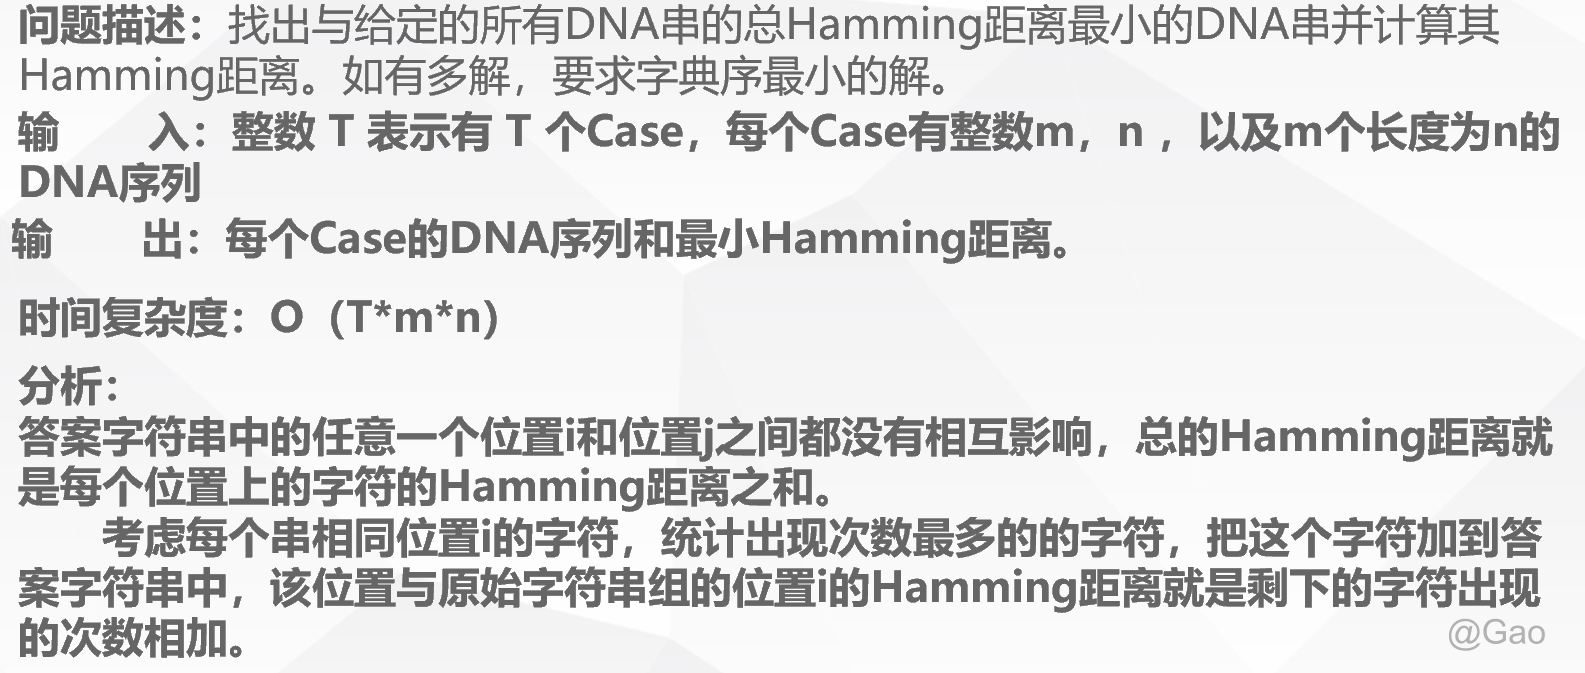 问题描述：找出与给定的所有DNA串的总Hamming距离最小的DNA串并计算其
Hamming距离。如有多解，要求字典序最小的解。
输 入：整数 T 表示有 T 个Case，每个Case有整数m，n ，以及m个长度为n的
DNA序列
输 出：每个Case的DNA序列和最小Hamming距离。
时间复杂度：O（T*m*n）
分析：
答案字符串中的任意一个位置i和位置j之间都没有相互影响，总的Hamming距离就
是每个位置上的字符的Hamming距离之和。
考虑每个串相同位置i的字符，统计出现次数最多的的字符，把这个字符加到答
案字符串中，该位置与原始字符串组的位置i的Hamming距离就是剩下的字符出现
的次数相加。
@Gao